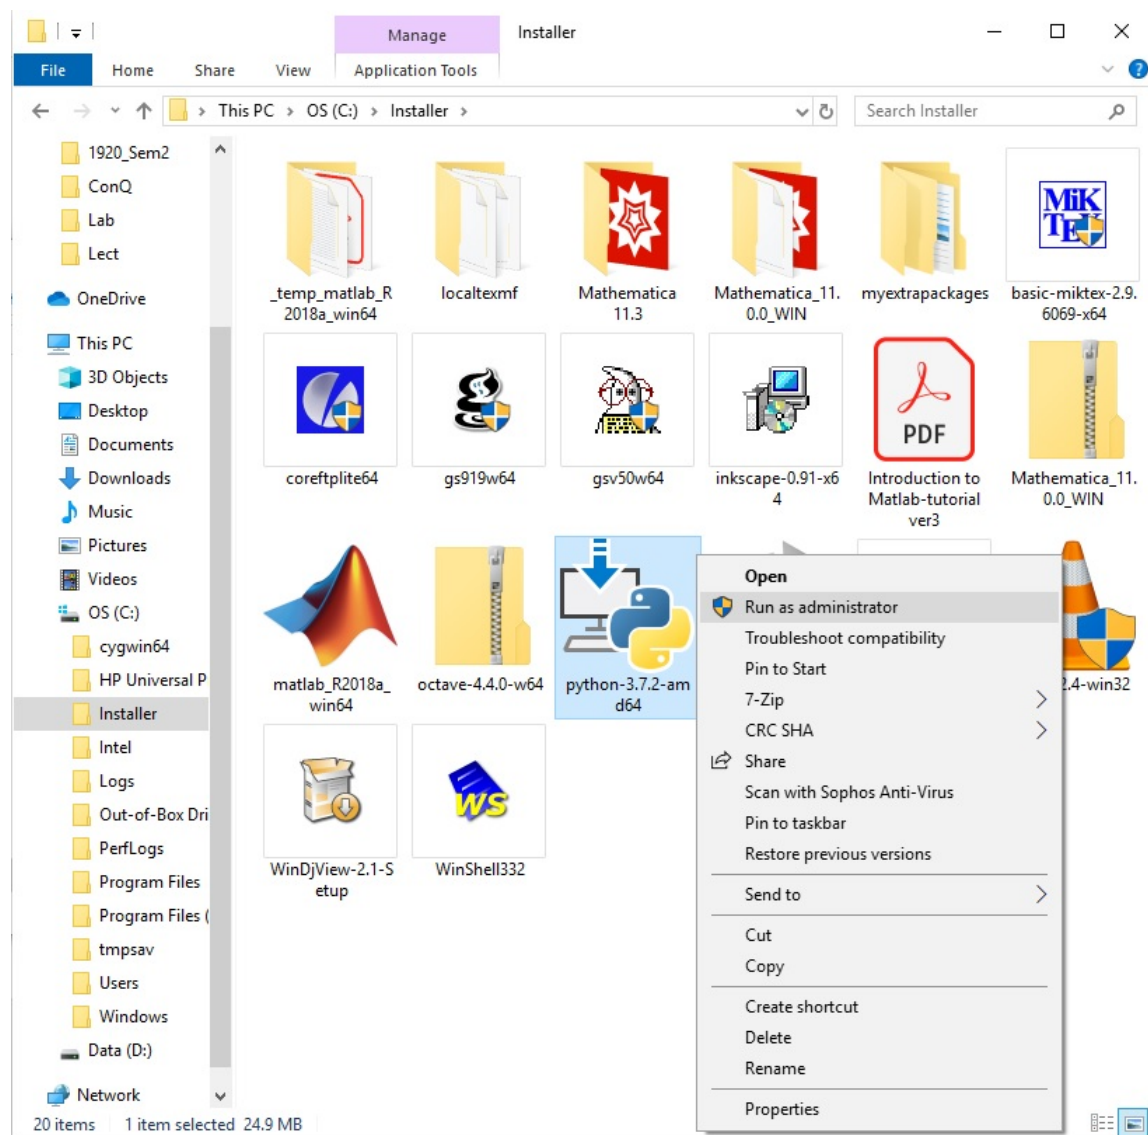 Manage
Installer
File
Home
Share
View
Application Tools
This PC > OS (C:) > Installer >
Search Installer
1920_Sem2
ConQ
Lab
Lect
OneDrive
This PC
3D Objects
Desktop
Documents
Downloads
Music
Pictures
Videos
OS (C:)
cygwin64
HP Universal P
Installer
Intel
Logs
Out-of-Box Dri
PerfLogs
Program Files
Program Files (
tmpsav
Users
Windows
Data (D:)
Network
_temp_matlab_R
2018a_win64
localtexmf
Mathematica
11.3
Mathematica_11.
0.0_WIN
myextrapackages
MiK
TEX
basic-miktex-2.9.
6069-x64
coreftplite64
gs919w64
gsv50w64
inkscape-0.91-x6
4
PDF
Introduction to
Matlab-tutorial
ver3
Mathematica_11.
0.0_WIN
matlab_R2018a_
win64
octave-4.4.0-w64
python-3.7.2-am
d64
2.4-win32
WinDjView-2.1-S
etup
WS
WinShell332
Open
Run as administrator
Troubleshoot compatibility
Pin to Start
7-Zip
CRC SHA
Share
Scan with Sophos Anti-Virus
Pin to taskbar
Restore previous versions
Send to
Cut
Copy
Create shortcut
Delete
Rename
Properties
20 items
1 item selected 24.9 MB